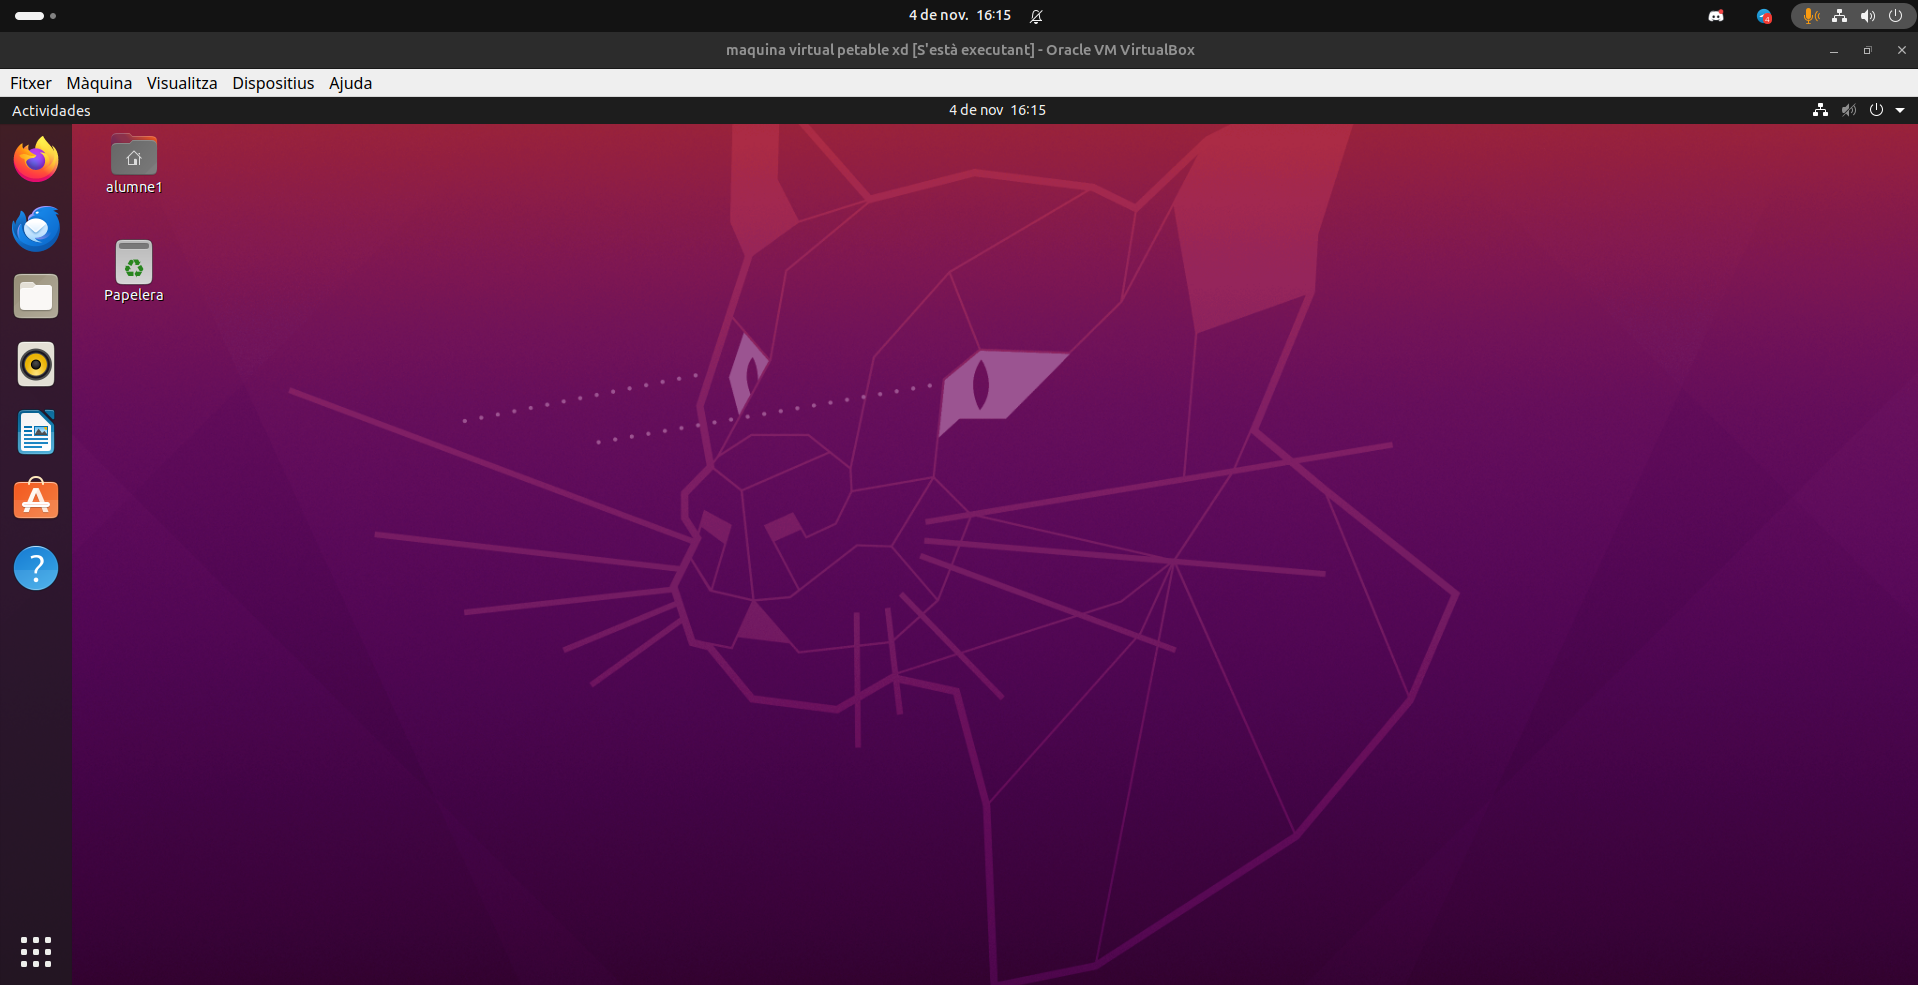 4 de nov. 16:15
4
maquina virtual petable xd [S'està executant] - Oracle VM VirtualBox
Fitxer Màquina Visualitza Dispositius Ajuda
Actividades 4 de nov 16:15
alumne1
Papelera